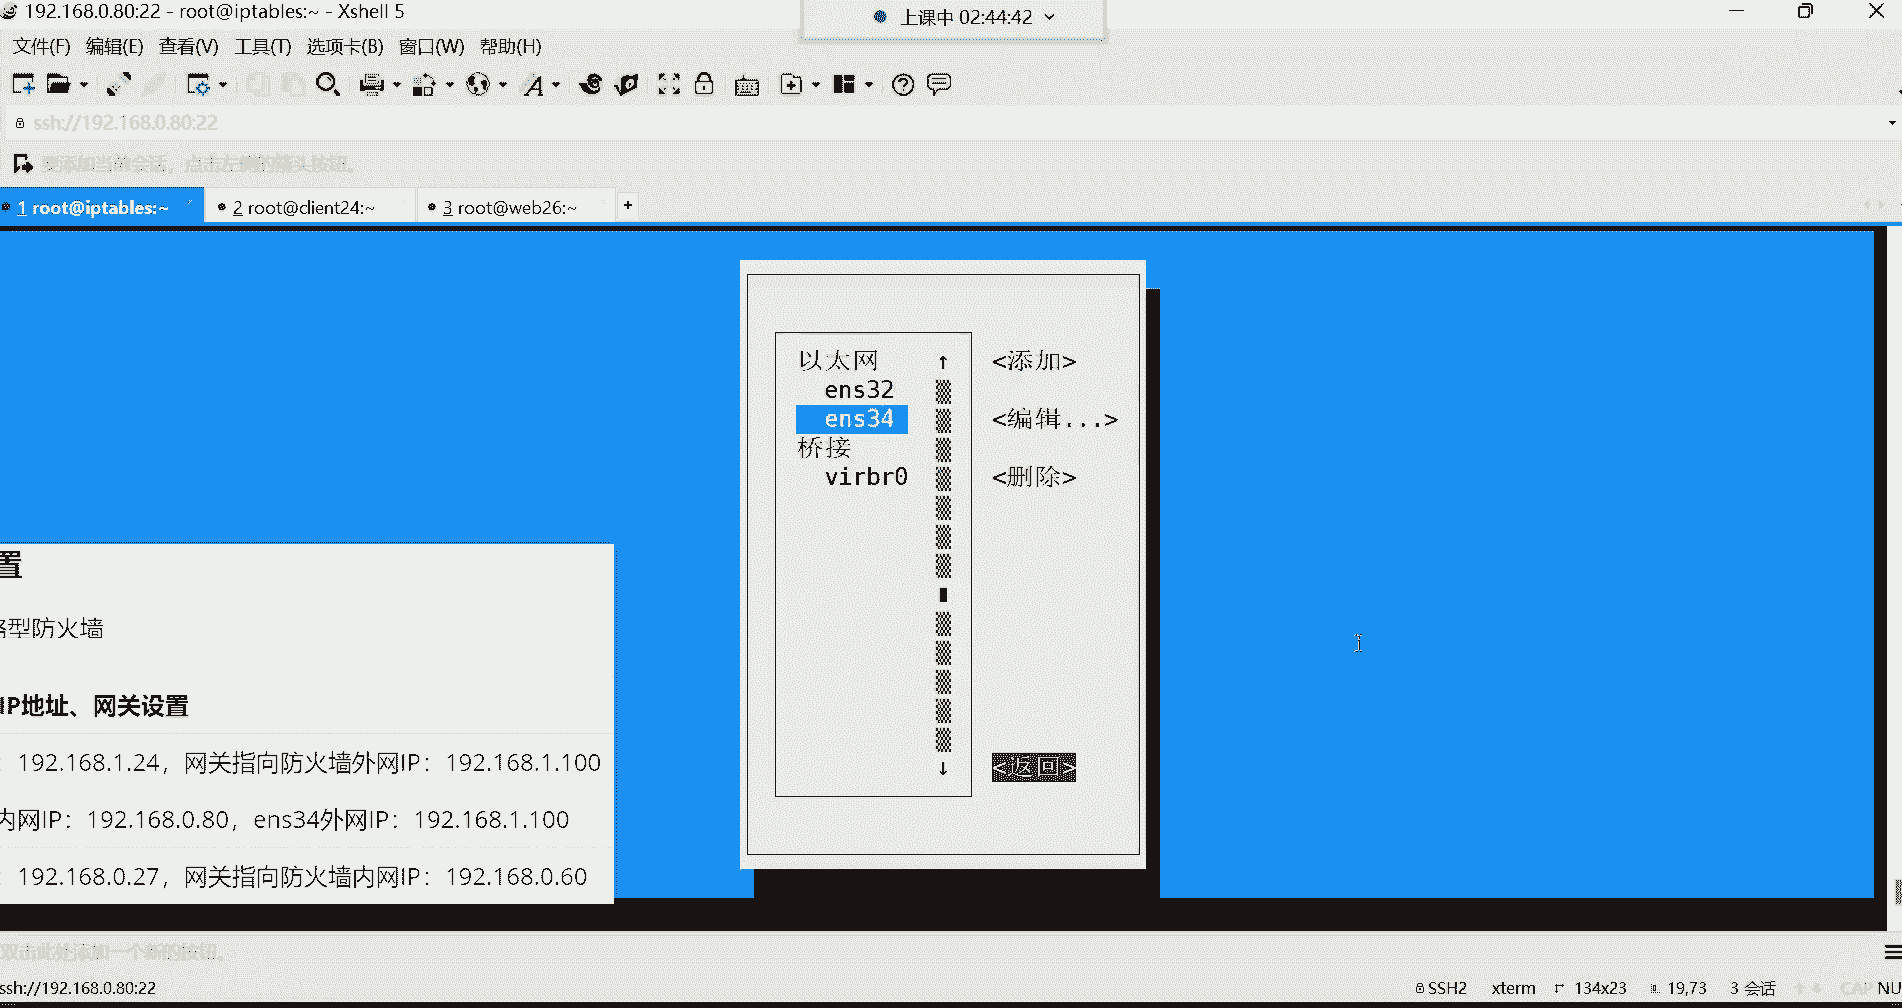 192.168.0.80:22 - root@iptables:~ - Xshell 5
上课中 02:44:42
文件(F) 编辑(E) 查看(V) 工具(T) 选项卡(B) 窗口(W) 帮助(H)
ssh://192.168.0.80:22
要添加当前会话，点击左侧的箭头按钮。
1 root@iptables:~ 2 root@client24:~ 3 root@web26:~ +
以太网 ↑ <添加>
ens32
ens34 <编辑...>
桥接
virbr0 <删除>
↓ <返回>
置
型防火墙
IP地址、网关设置
：192.168.1.24，网关指向防火墙外网IP：192.168.1.100
内网IP：192.168.0.80，ens34外网IP：192.168.1.100
：192.168.0.27，网关指向防火墙内网IP：192.168.0.60
双击此处添加一个新的按钮。
ssh://192.168.0.80:22 SSH2 xterm 134x23 19,73 3 会话 CAP NU